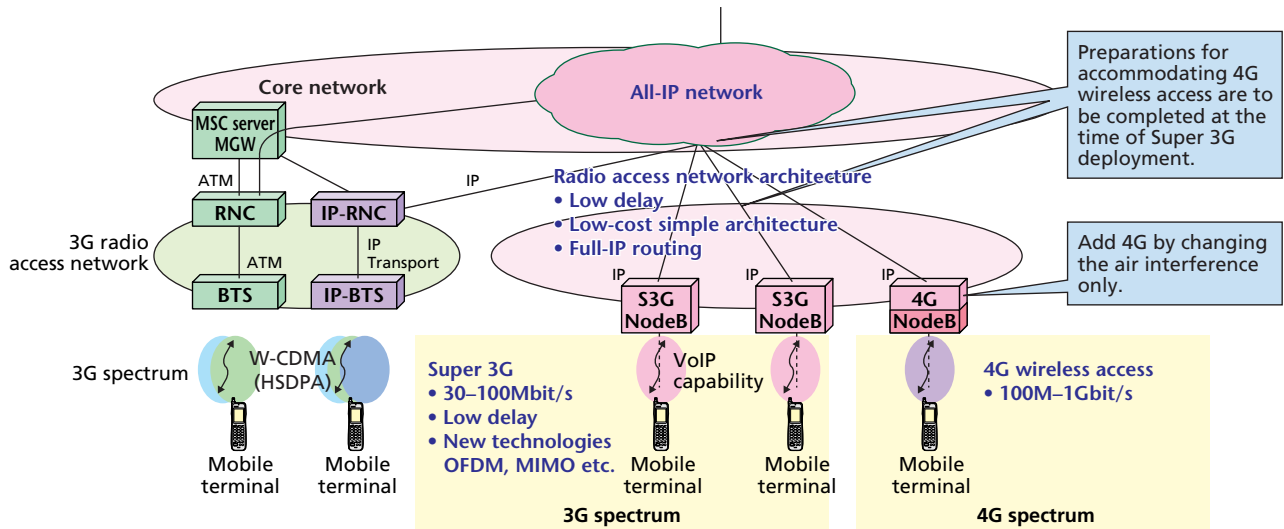 Core network
All-IP network
MSC server
MGW
Preparations for
accommodating 4G
wireless access are to
be completed at the
time of Super 3G
deployment.
ATM
IP
RNC
IP-RNC
Radio access network architecture
• Low delay
• Low-cost simple architecture
• Full-IP routing
3G radio
access network
ATM
IP
Transport
BTS
IP-BTS
IP
S3G
NodeB
IP
S3G
NodeB
IP
4G
NodeB
Add 4G by changing
the air interference
only.
3G spectrum
W-CDMA
(HSDPA)
Mobile
terminal
Mobile
terminal
Super 3G
• 30–100Mbit/s
• Low delay
• New technologies
OFDM, MIMO etc.
VoIP
capability
Mobile
terminal
Mobile
terminal
3G spectrum
4G wireless access
• 100M–1Gbit/s
Mobile
terminal
4G spectrum